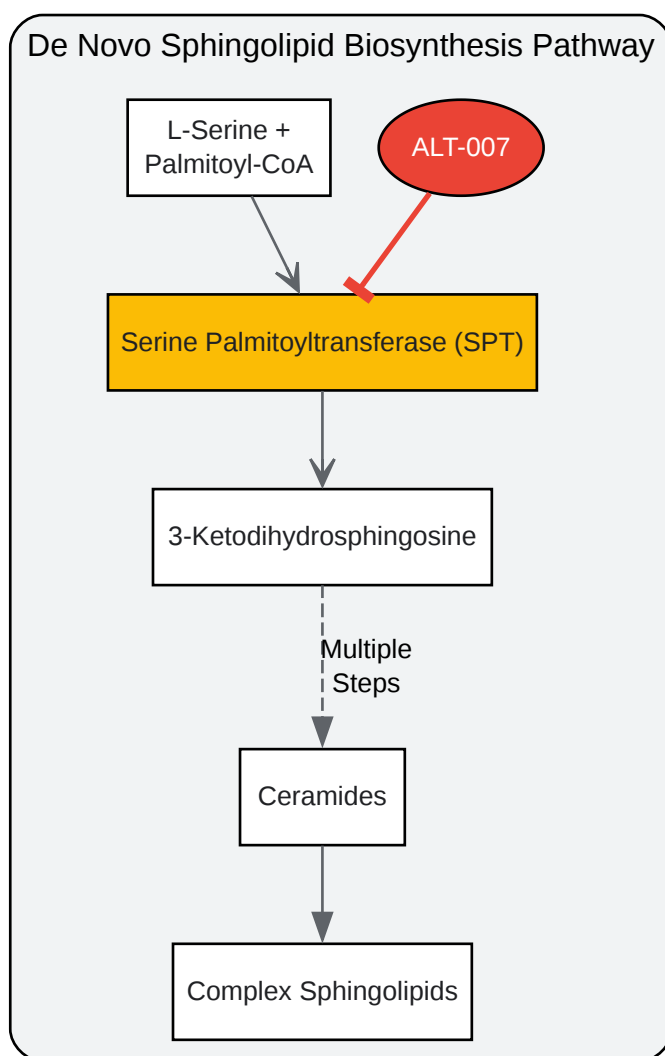 De Novo Sphingolipid Biosynthesis Pathway
L-Serine +
Palmitoyl-CoA
ALT-007
Serine Palmitoyltransferase (SPT)
3-Ketodihydrosphingosine
Multiple
Steps
Ceramides
Complex Sphingolipids